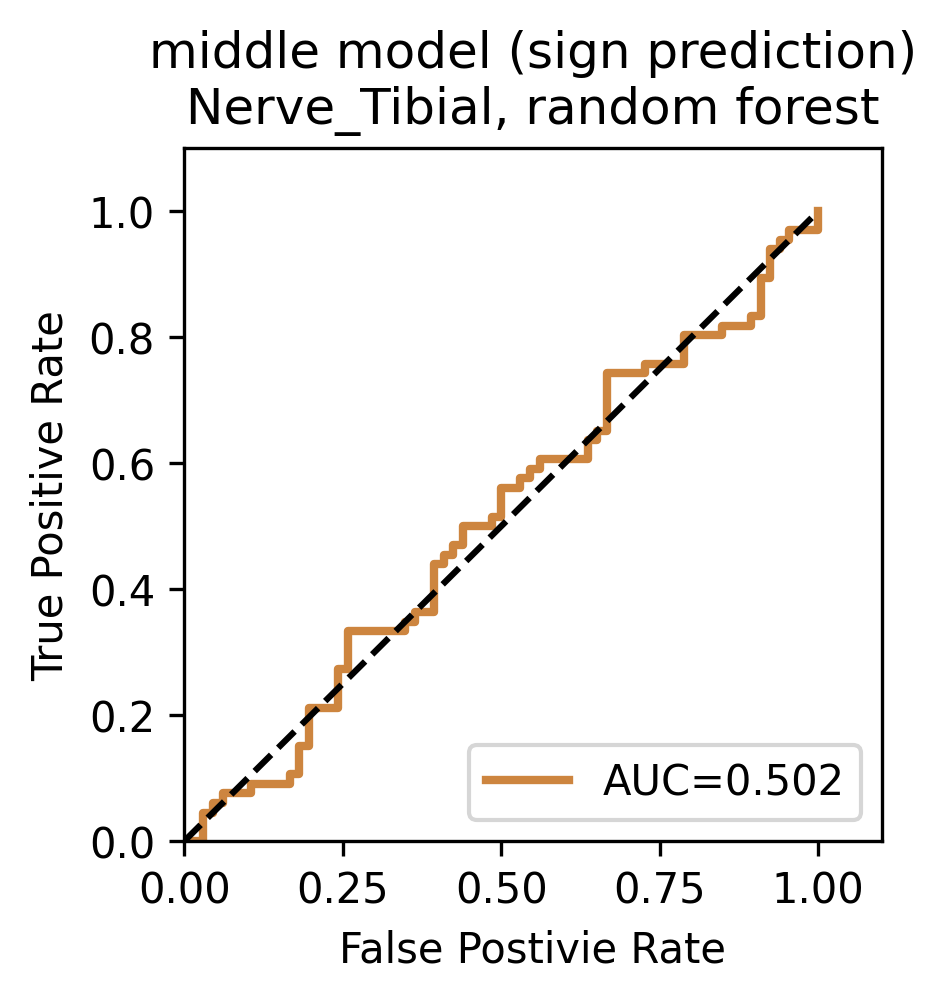 middle model (sign prediction)
Nerve_Tibial, random forest
1.0
0.8
0.6
0.4
0.2
0.0
True Positive Rate
AUC=0.502
0.00 0.25 0.50 0.75 1.00
False Postivie Rate